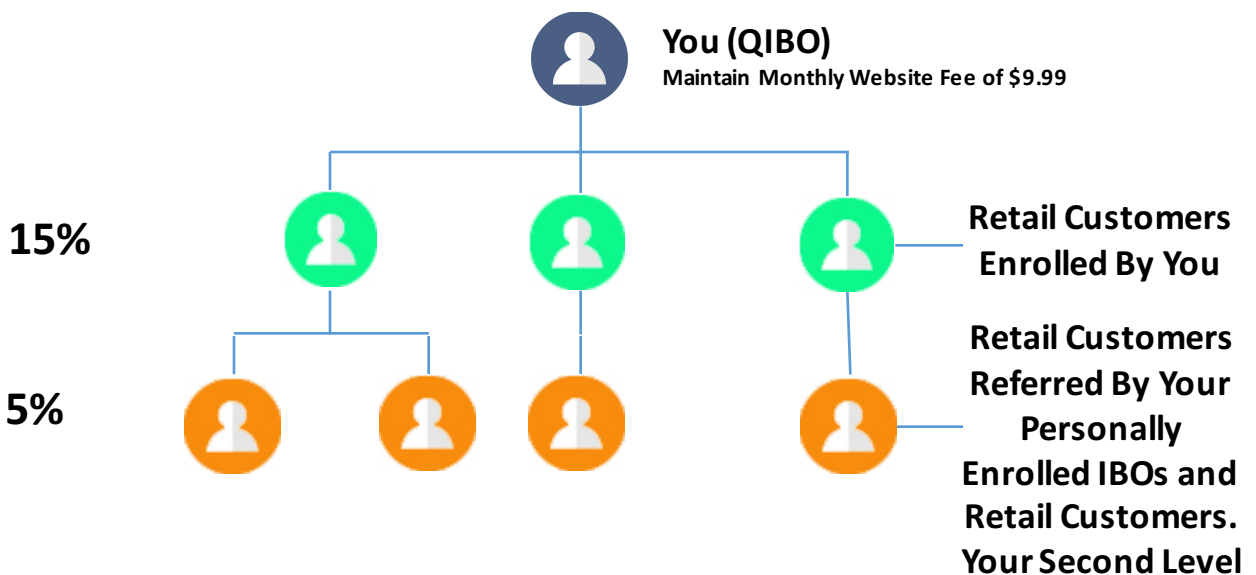 You (QIBO)
Maintain Monthly Website Fee of $9.99
15%
Retail Customers
Enrolled By You
5%
Retail Customers
Referred By Your
Personally
Enrolled IBOs and
Retail Customers.
Your Second Level